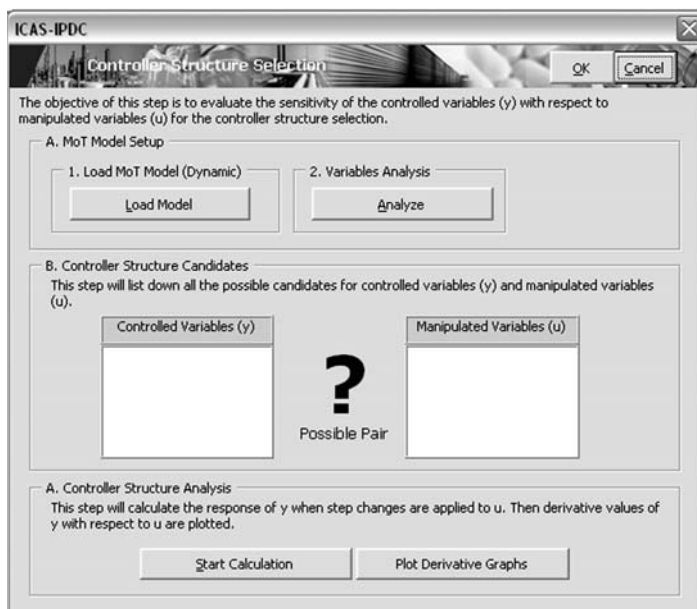 ICAS-IPDC
Controller Structure Selection
OK
Cancel
The objective of this step is to evaluate the sensitivity of the controlled variables (y) with respect to
manipulated variables (u) for the controller structure selection.
A. MoT Model Setup
1. Load MoT Model (Dynamic)
Load Model
2. Variables Analysis
Analyze
B. Controller Structure Candidates
This step will list down all the possible candidates for controlled variables (y) and manipulated variables
(u).
Controlled Variables (y)
?
Possible Pair
Manipulated Variables (u)
A. Controller Structure Analysis
This step will calculate the response of y when step changes are applied to u. Then derivative values of
y with respect to u are plotted.
Start Calculation
Plot Derivative Graphs